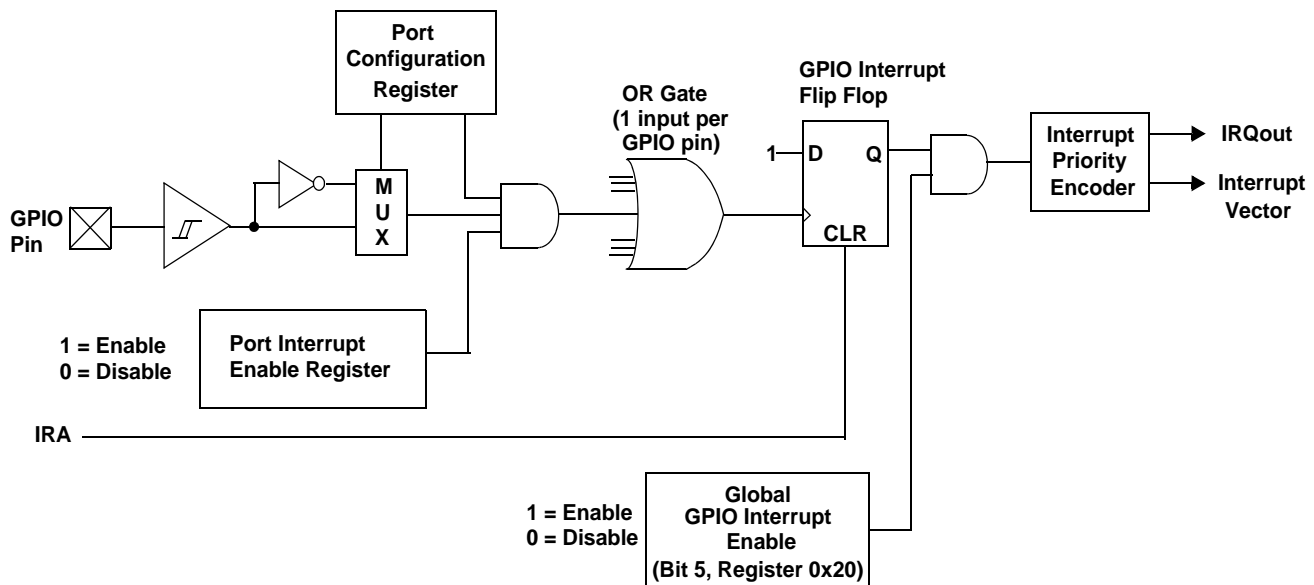 Port
Configuration
Register
GPIO Interrupt
Flip Flop
OR Gate
(1 input per
GPIO pin)
1
D
Q
CLR
Interrupt
Priority
Encoder
IRQout
Interrupt
Vector
M
U
X
GPIO
Pin
1 = Enable
0 = Disable
Port Interrupt
Enable Register
IRA
1 = Enable
0 = Disable
Global
GPIO Interrupt
Enable
(Bit 5, Register 0x20)